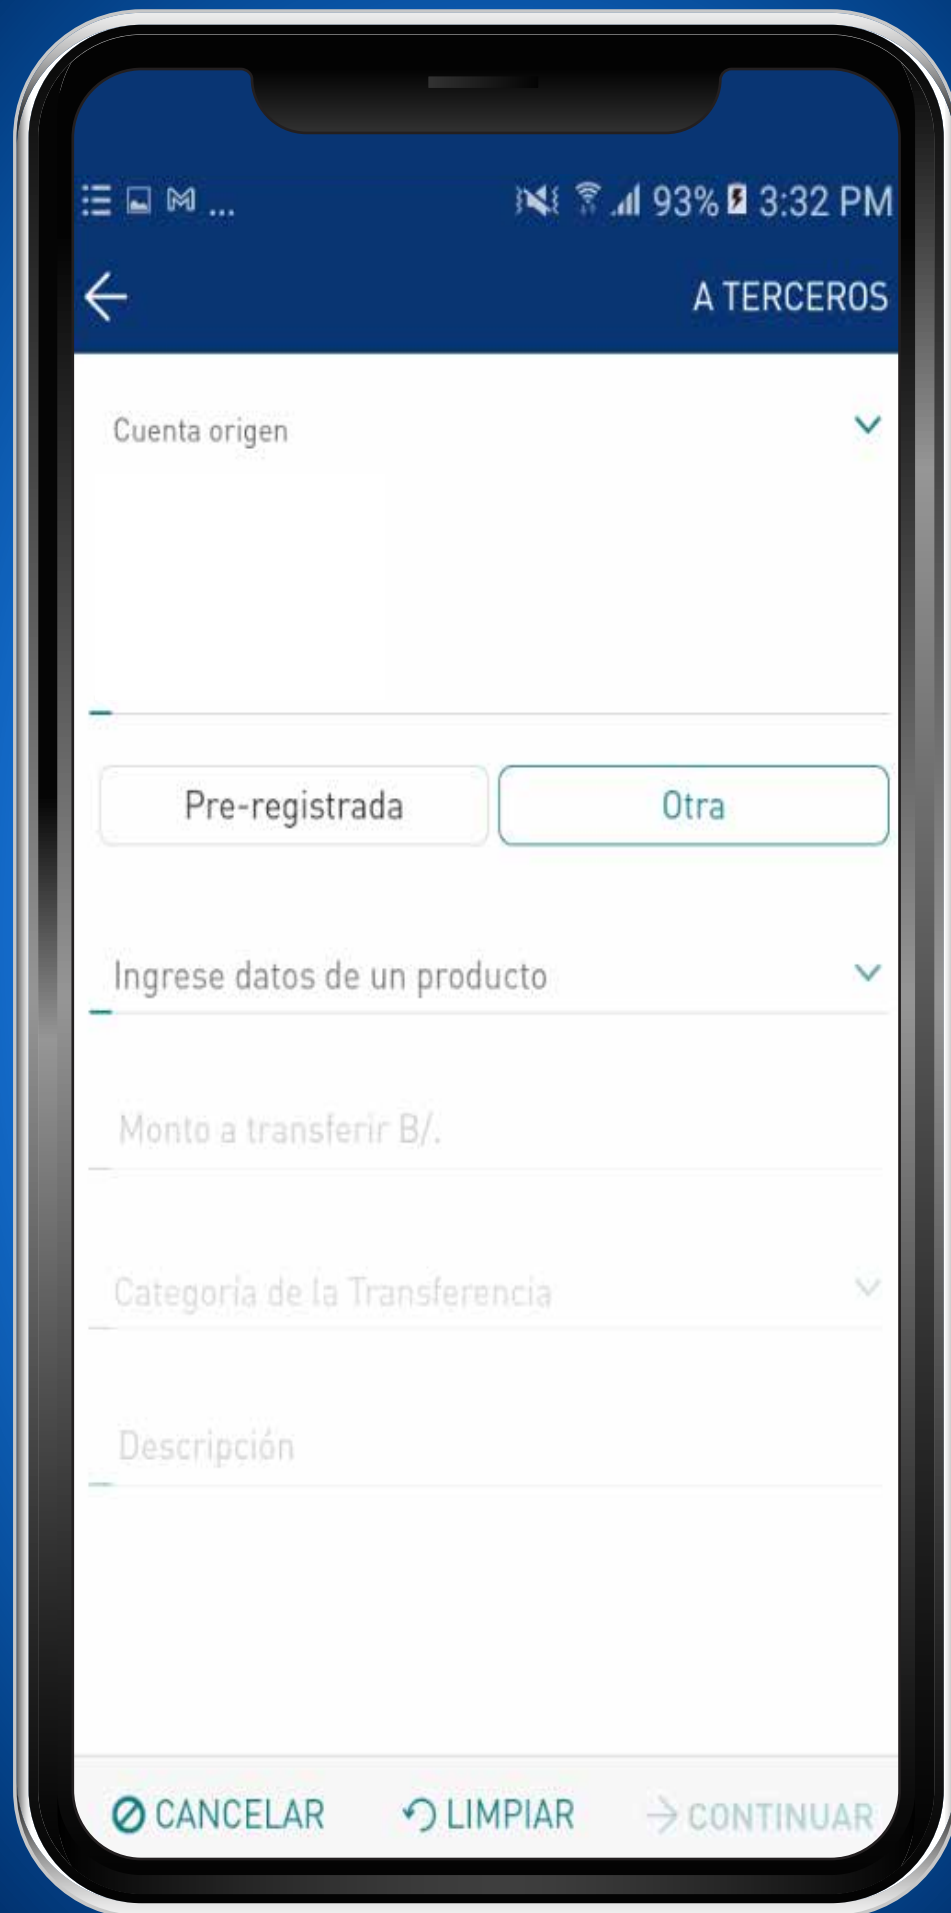 ... 93% 3:32 PM
A TERCEROS
Cuenta origen
Pre-registrada Otra
Ingrese datos de un producto
Monto a transferir B/.
Categoría de la Transferencia
Descripción
CANCELAR LIMPIAR CONTINUAR